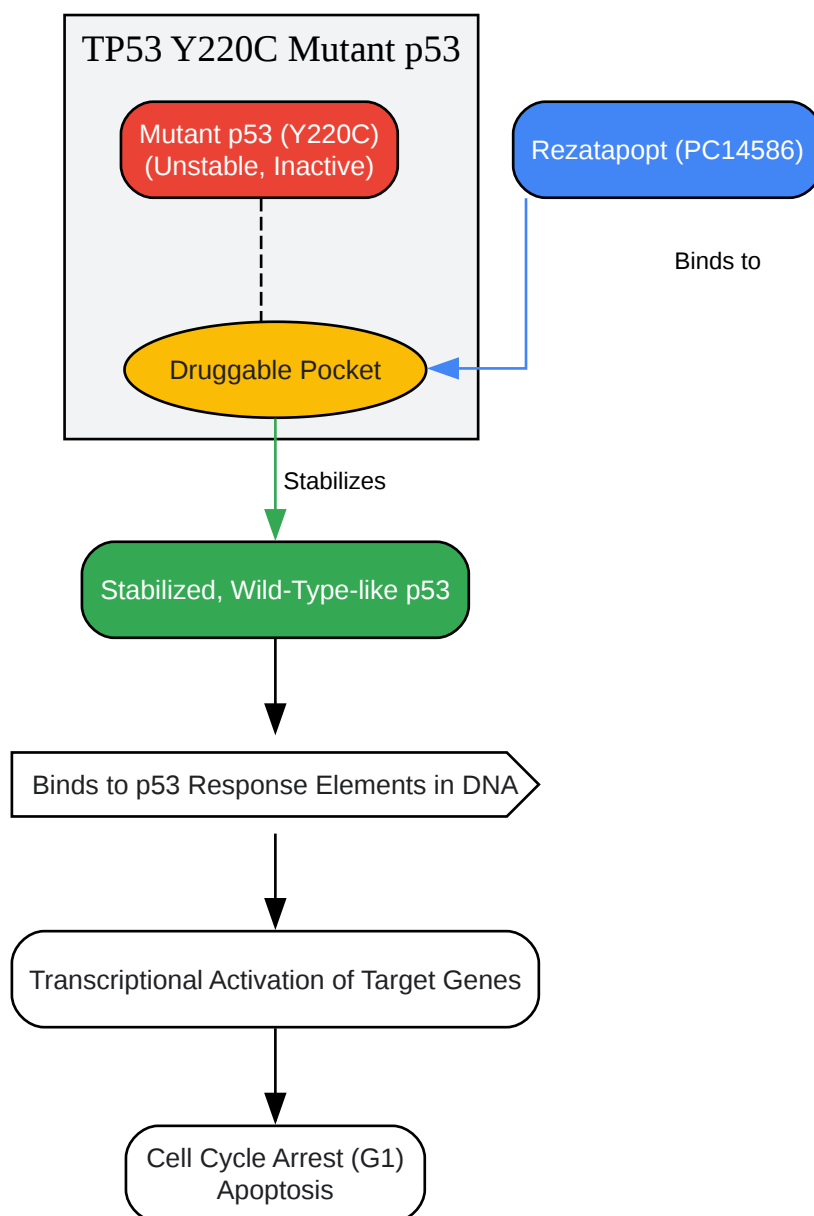 TP53 Y220C Mutant p53
Mutant p53 (Y220C)
(Unstable, Inactive)
Rezatapopt (PC14586)
Binds to
Druggable Pocket
Stabilizes
Stabilized, Wild-Type-like p53
Binds to p53 Response Elements in DNA
Transcriptional Activation of Target Genes
Cell Cycle Arrest (G1)
Apoptosis